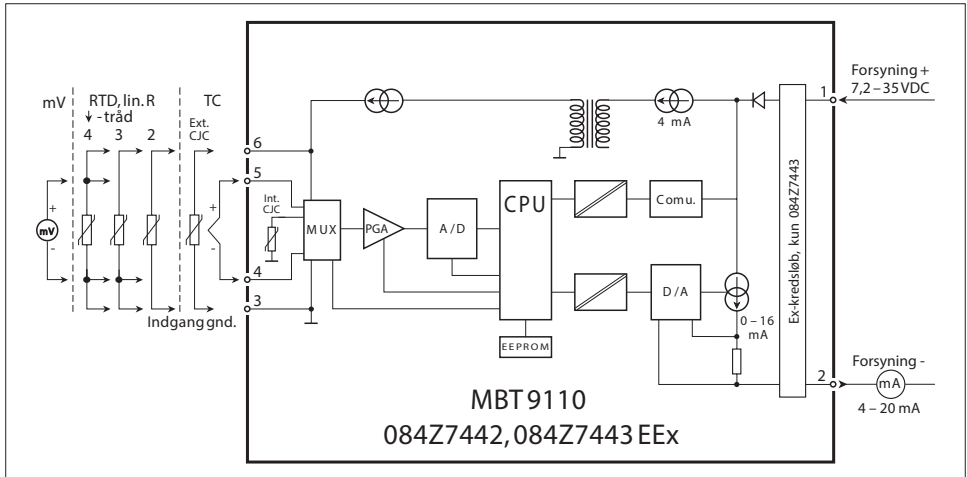 mV
RTD, lin. R
- tråd
4 3 2
TC
Ext.
CJC
+
mV
-
+
-
6
5
4
3
Indgang gnd.
Int.
CJC
MUX
PGA
A/D
CPU
EEPROM
4 mA
Comu.
D/A
0 – 16
mA
Ex-kredsløb, kun 084Z7443
1
Forsyning +
7,2 – 35 VDC
2
Forsyning -
mA
4 – 20 mA
MBT 9110
084Z7442, 084Z7443 EEx